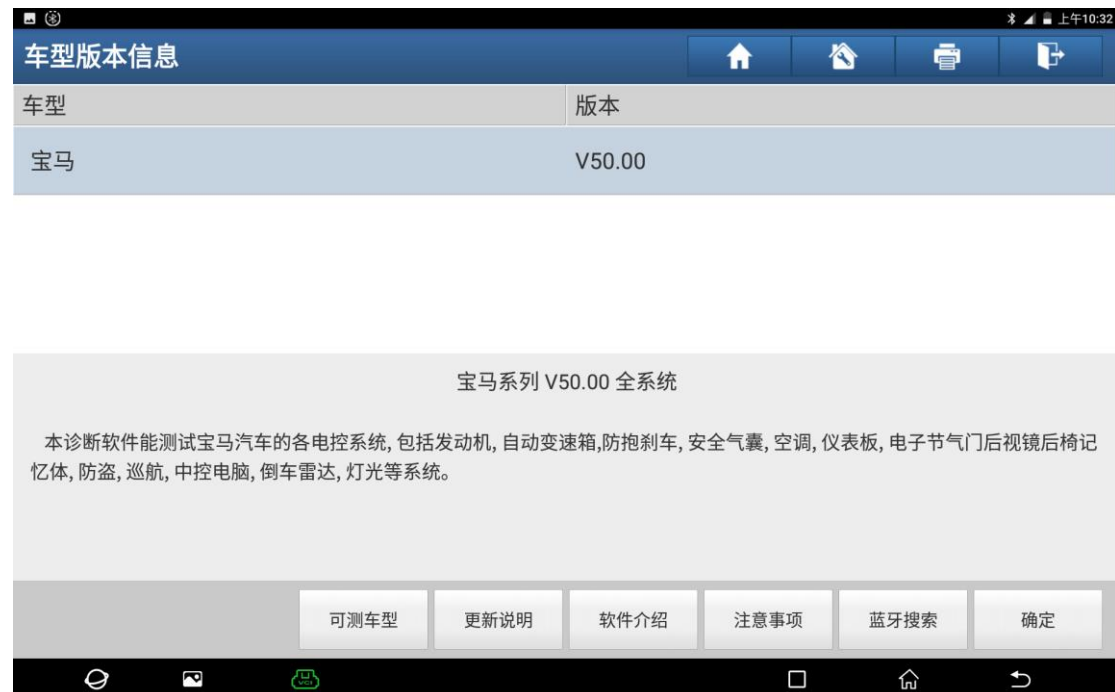 上午10:32
车型版本信息
车型 版本
宝马 V50.00
宝马系列 V50.00 全系统
本诊断软件能测试宝马汽车的各电控系统, 包括发动机, 自动变速箱,防抱刹车, 安全气囊, 空调, 仪表板, 电子节气门后视镜后椅记
忆体, 防盗, 巡航, 中控电脑, 倒车雷达, 灯光等系统。
可测车型 更新说明 软件介绍 注意事项 蓝牙搜索 确定
VCI